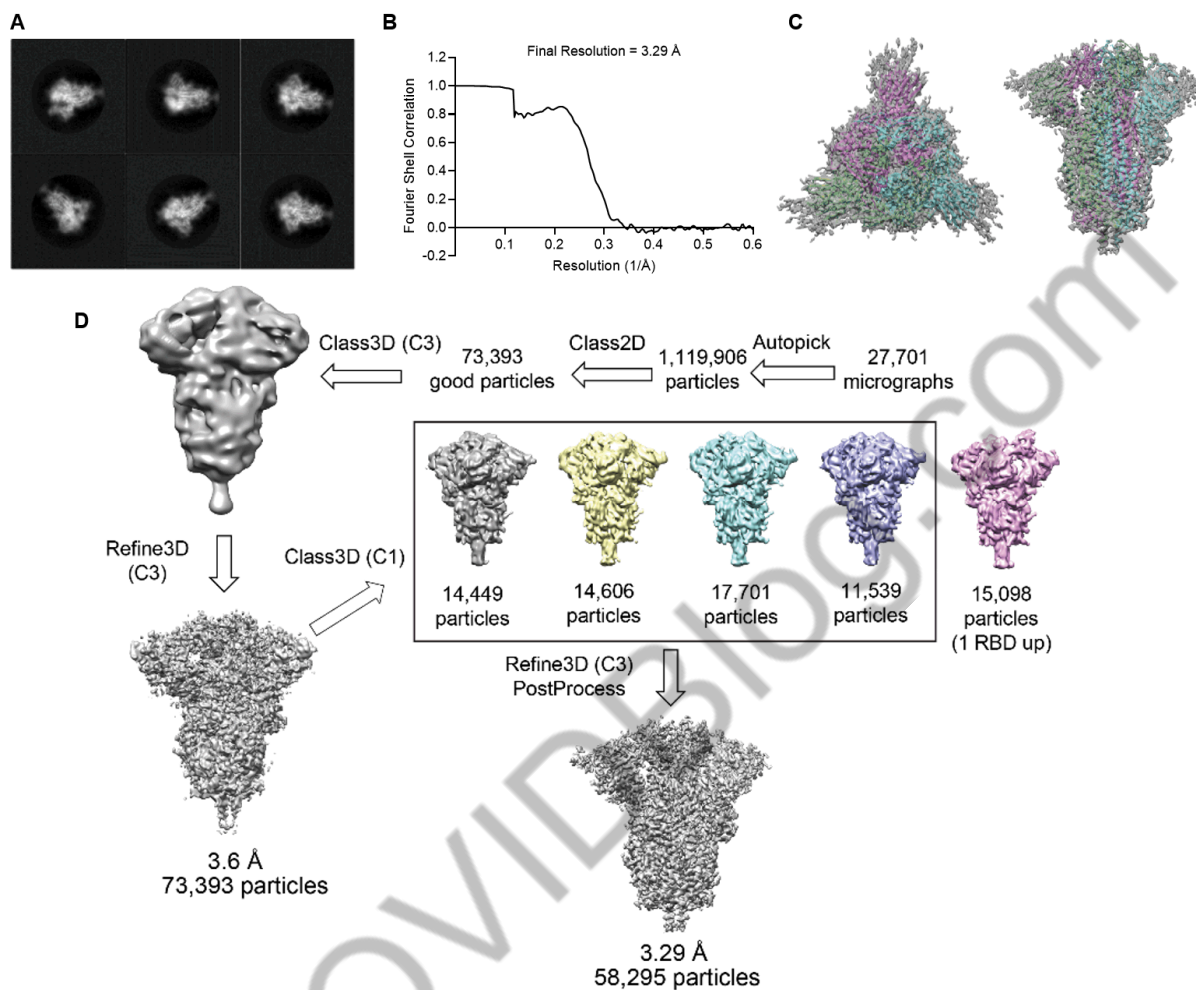 A
B
Final Resolution = 3.29 Å
Fourier Shell Correlation
1.2
1.0
0.8
0.6
0.4
0.2
0.0
-0.2
0.1
0.2
0.3
0.4
0.5
0.6
Resolution (1/Å)
C
D
Class3D (C3)
73,393
good particles
Class2D
1,119,906
particles
Autopick
27,701
micrographs
Refine3D
(C3)
Class3D (C1)
14,449
particles
14,606
particles
17,701
particles
11,539
particles
15,098
particles
(1 RBD up)
Refine3D (C3)
PostProcess
3.6 Å
73,393 particles
3.29 Å
58,295 particles
OVIDBlog.com